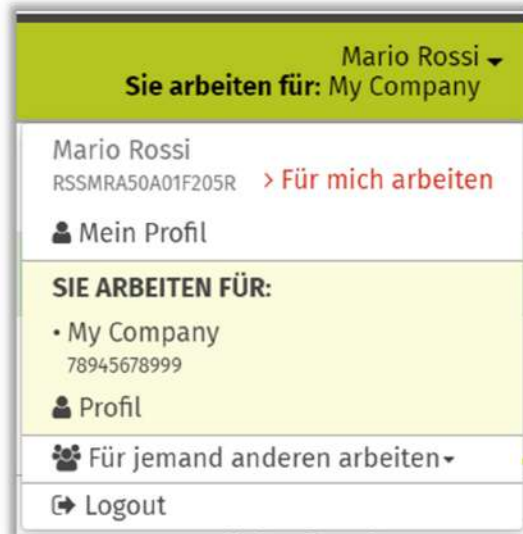 Mario Rossi
Sie arbeiten für: My Company
Mario Rossi
RSSMRA50A01F205R > Für mich arbeiten
Mein Profil
SIE ARBEITEN FÜR:
• My Company
78945678999
Profil
Für jemand anderen arbeiten
Logout